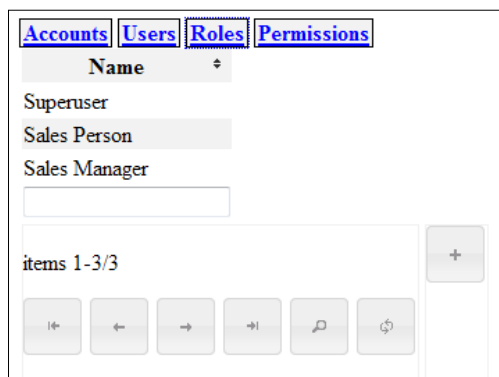 Accounts Users Roles Permissions
Name
Superuser
Sales Person
Sales Manager
items 1-3/3